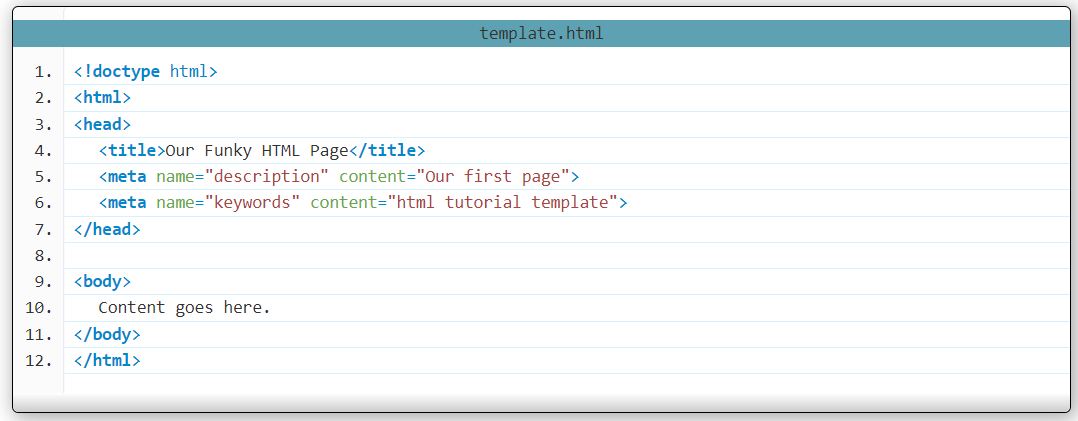 template.html
1. <!doctype html>
2. <html>
3. <head>
4. <title>Our Funky HTML Page</title>
5. <meta name="description" content="Our first page">
6. <meta name="keywords" content="html tutorial template">
7. </head>
8.
9. <body>
10. Content goes here.
11. </body>
12. </html>